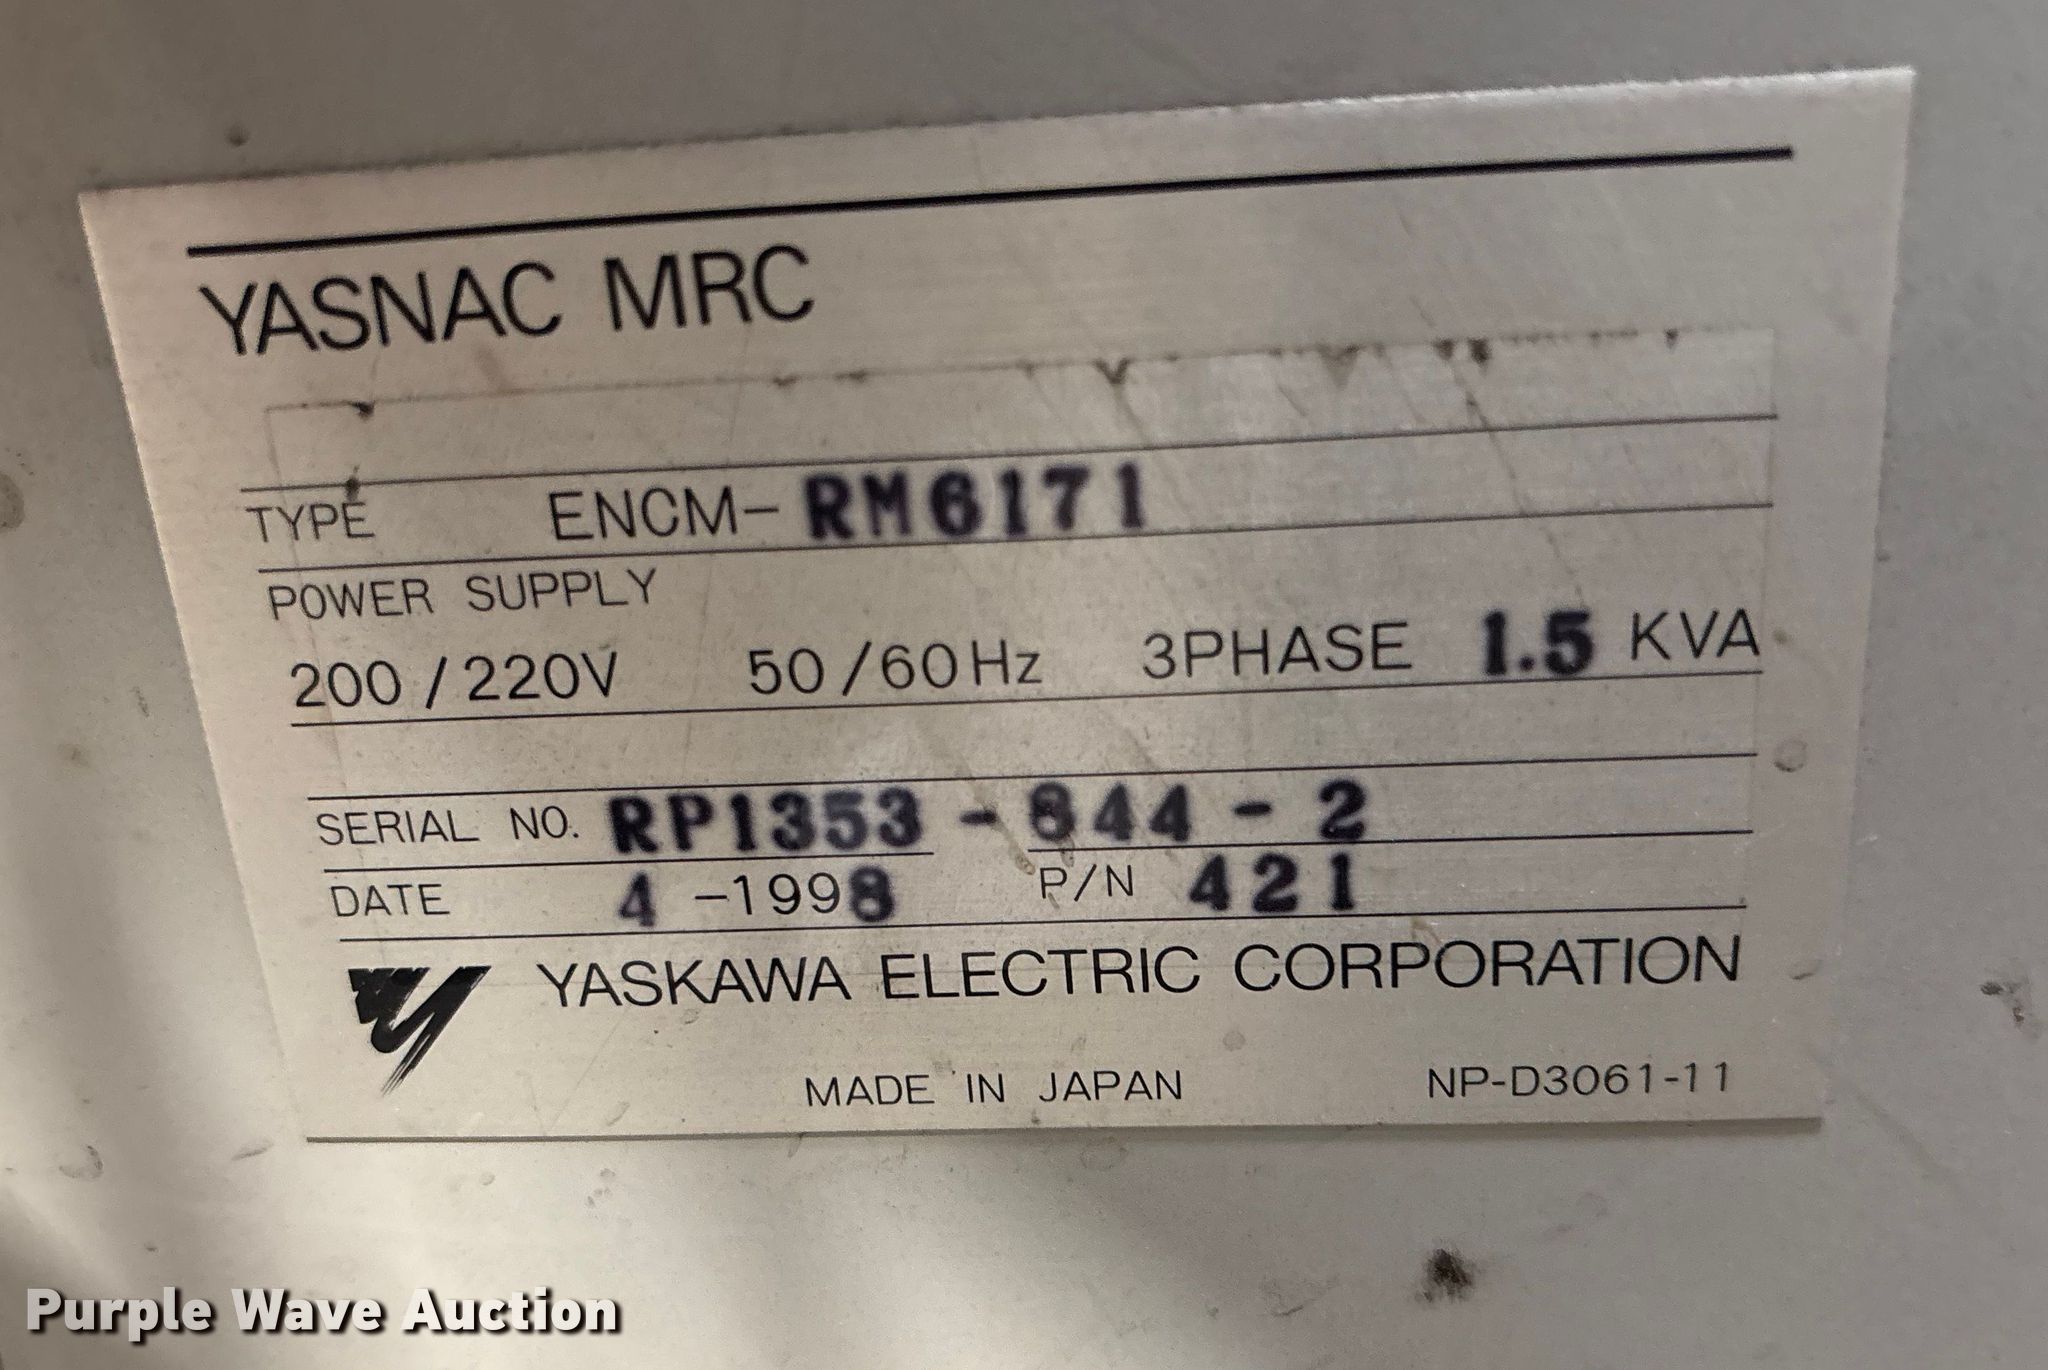 YASNAC MRC
TYPE ENCM-RM6171
POWER SUPPLY
200/220V 50/60Hz 3PHASE 1.5 KVA
SERIAL NO. RP1353-844-2
DATE 4-1998 P/N 421
YASKAWA ELECTRIC CORPORATION
MADE IN JAPAN NP-D3061-11
Purple Wave Auction